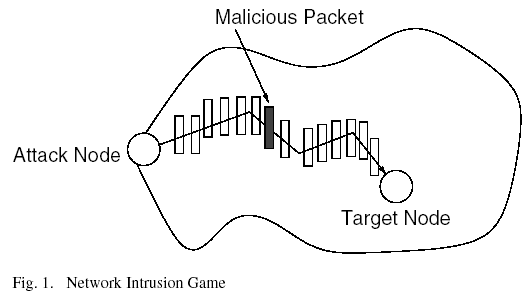 Malicious Packet
Attack Node
Target Node
Fig. 1. Network Intrusion Game